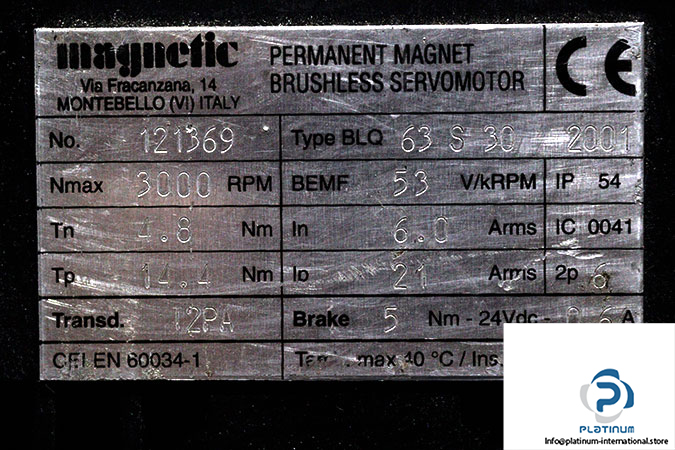 magnetic
Via Fracanzana, 14
MONTEBELLO (VI) ITALY
PERMANENT MAGNET
BRUSHLESS SERVOMOTOR
CE
No. 121369 Type BLQ 63 S 30 2001
Nmax 3000 RPM BEMF 53 V/kRPM IP 54
Tn 4.8 Nm In 6.0 Arms IC 0041
Tp 14.4 Nm Ip 21 Arms 2p 6
Transd. T2PA Brake 5 Nm - 24Vdc - 0.6 A
CEI EN 60034-1 max 40 °C / Ins.
PLATINUM
Info@platinum-international.store